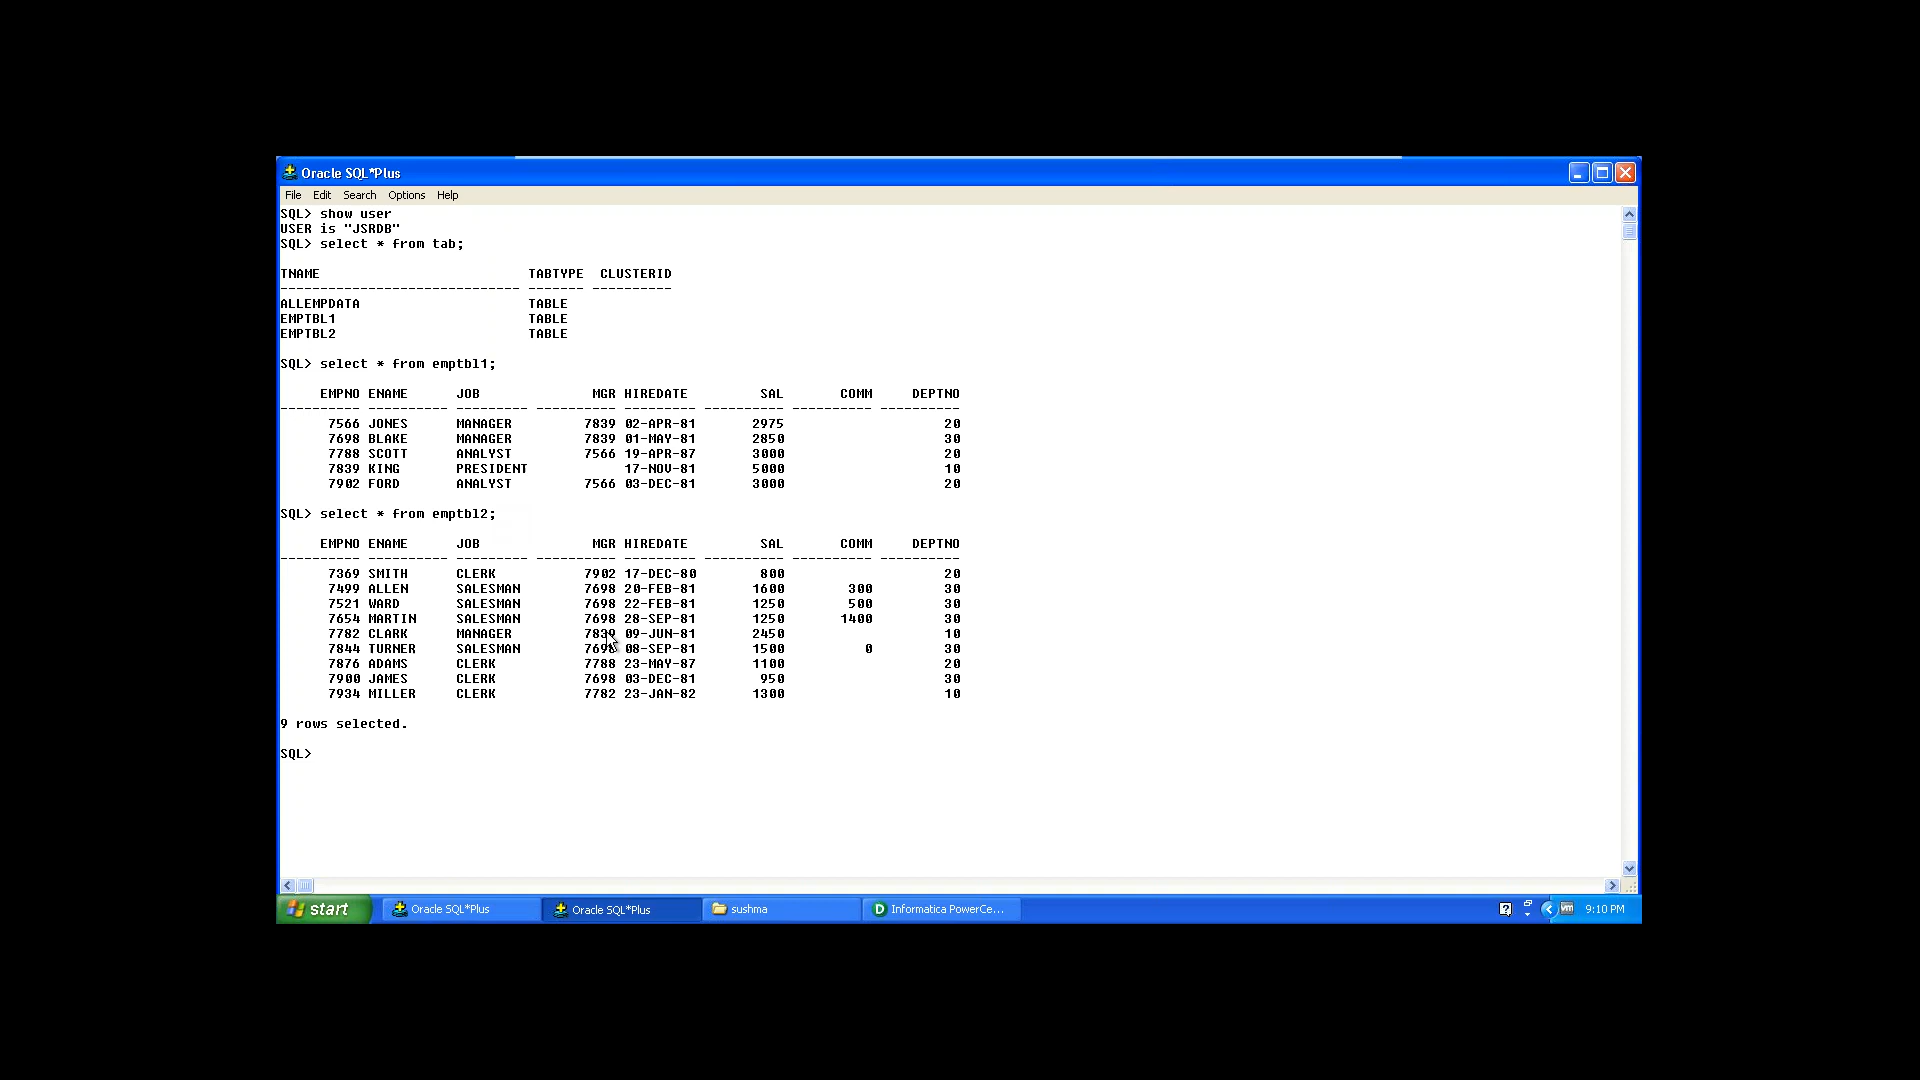 Oracle SQL*Plus
File Edit Search Options Help
SQL> show user
USER is "JSRDB"
SQL> select * from tab;
TNAME                          TABTYPE  CLUSTERID
------------------------------ ------- ----------
ALLEMPDATA                     TABLE
EMPTBL1                        TABLE
EMPTBL2                        TABLE
SQL> select * from emptbl1;
     EMPNO ENAME      JOB              MGR HIREDATE         SAL       COMM     DEPTNO
---------- ---------- --------- ---------- --------- ---------- ---------- ----------
      7566 JONES      MANAGER         7839 02-APR-81       2975                    20
      7698 BLAKE      MANAGER         7839 01-MAY-81       2850                    30
      7788 SCOTT      ANALYST         7566 19-APR-87       3000                    20
      7839 KING       PRESIDENT            17-NOV-81       5000                    10
      7902 FORD       ANALYST         7566 03-DEC-81       3000                    20
SQL> select * from emptbl2;
     EMPNO ENAME      JOB              MGR HIREDATE         SAL       COMM     DEPTNO
---------- ---------- --------- ---------- --------- ---------- ---------- ----------
      7369 SMITH      CLERK           7902 17-DEC-80        800                    20
      7499 ALLEN      SALESMAN        7698 20-FEB-81       1600        300         30
      7521 WARD       SALESMAN        7698 22-FEB-81       1250        500         30
      7654 MARTIN     SALESMAN        7698 28-SEP-81       1250       1400         30
      7782 CLARK      MANAGER         7839 09-JUN-81       2450                    10
      7844 TURNER     SALESMAN        7698 08-SEP-81       1500          0         30
      7876 ADAMS      CLERK           7788 23-MAY-87       1100                    20
      7900 JAMES      CLERK           7698 03-DEC-81        950                    30
      7934 MILLER     CLERK           7782 23-JAN-82       1300                    10
9 rows selected.
SQL>
start Oracle SQL*Plus Oracle SQL*Plus sushma Informatica PowerCe... 9:10 PM